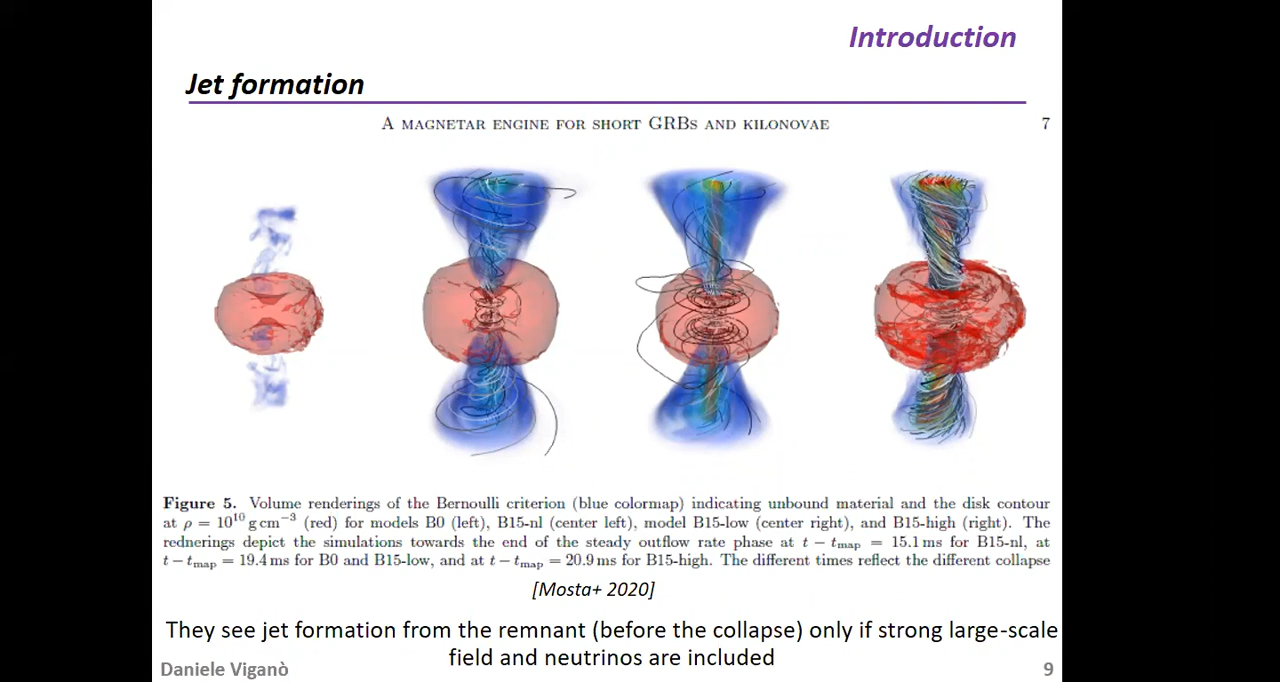 Introduction
Jet formation
A MAGNETAR ENGINE FOR SHORT GRBS AND KILONOVAE 7
Figure 5. Volume renderings of the Bernoulli criterion (blue colormap) indicating unbound material and the disk contour
at ρ = 10¹⁰ g cm⁻³ (red) for models B0 (left), B15-nl (center left), model B15-low (center right), and B15-high (right). The
rednerings depict the simulations towards the end of the steady outflow rate phase at t − tmap = 15.1 ms for B15-nl, at
t − tmap = 19.4 ms for B0 and B15-low, and at t − tmap = 20.9 ms for B15-high. The different times reflect the different collapse
[Mosta+ 2020]
They see jet formation from the remnant (before the collapse) only if strong large-scale
field and neutrinos are included
Daniele Viganò 9